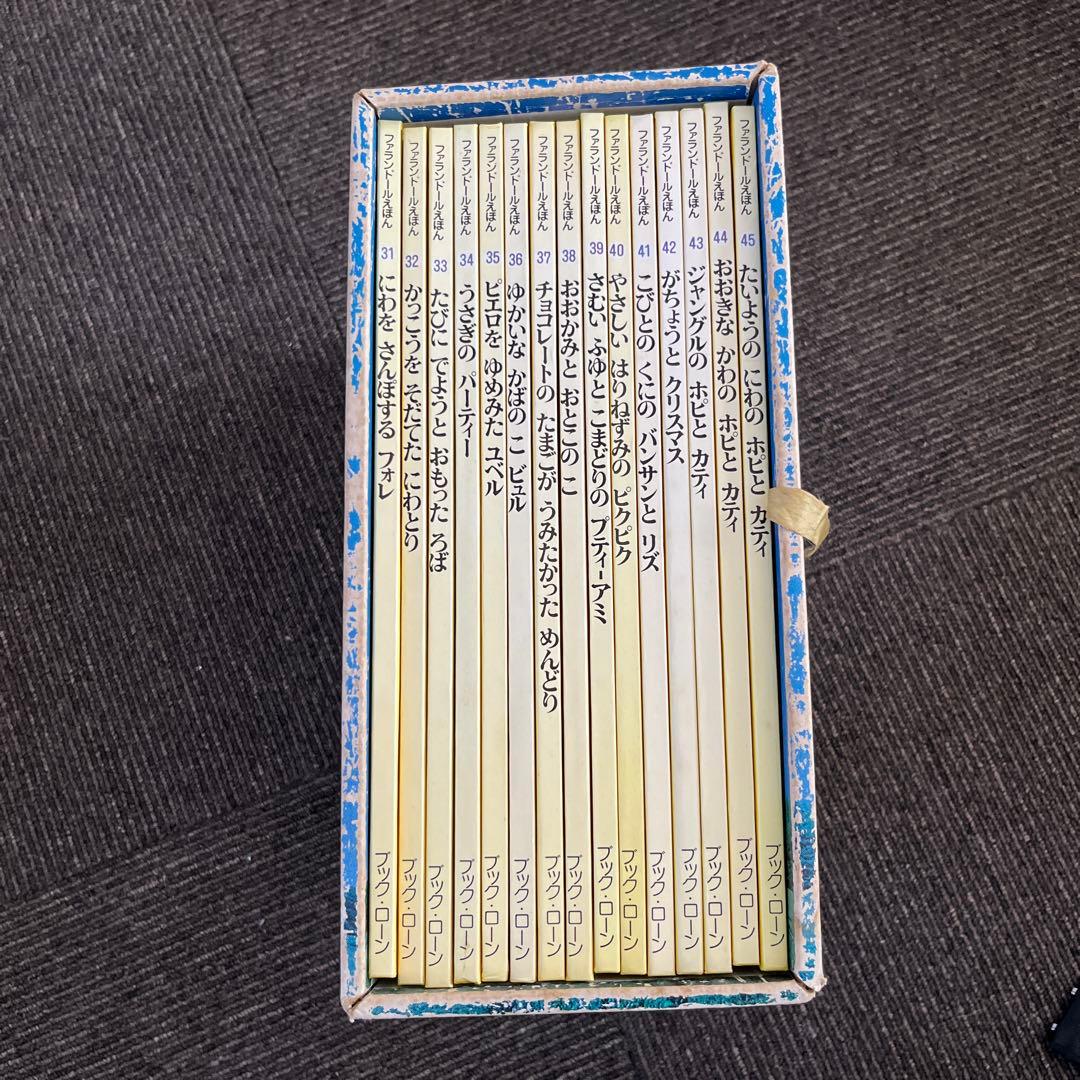 ファランドールえほん 31 にわを さんぽする フォレ ブック・ローン
ファランドールえほん 32 かっこうを そだてた にわとり ブック・ローン
ファランドールえほん 33 たびに でようと おもった ろば ブック・ローン
ファランドールえほん 34 うさぎの パーティー ブック・ローン
ファランドールえほん 35 ピエロを ゆめみた ユベル ブック・ローン
ファランドールえほん 36 ゆかいな かばの こ ビュル ブック・ローン
ファランドールえほん 37 チョコレートの たまごが うみたかった めんどり ブック・ローン
ファランドールえほん 38 おおかみと おとこの こ ブック・ローン
ファランドールえほん 39 さむい ふゆと こまどりの プティ-アミ ブック・ローン
ファランドールえほん 40 やさしい はりねずみの ピクピク ブック・ローン
ファランドールえほん 41 こびとの くにの バンサンと リズ ブック・ローン
ファランドールえほん 42 がちょうと クリスマス ブック・ローン
ファランドールえほん 43 ジャングルの ホピと カティ ブック・ローン
ファランドールえほん 44 おおきな かわの ホピと カティ ブック・ローン
ファランドールえほん 45 たいようの にわの ホピと カティ ブック・ローン